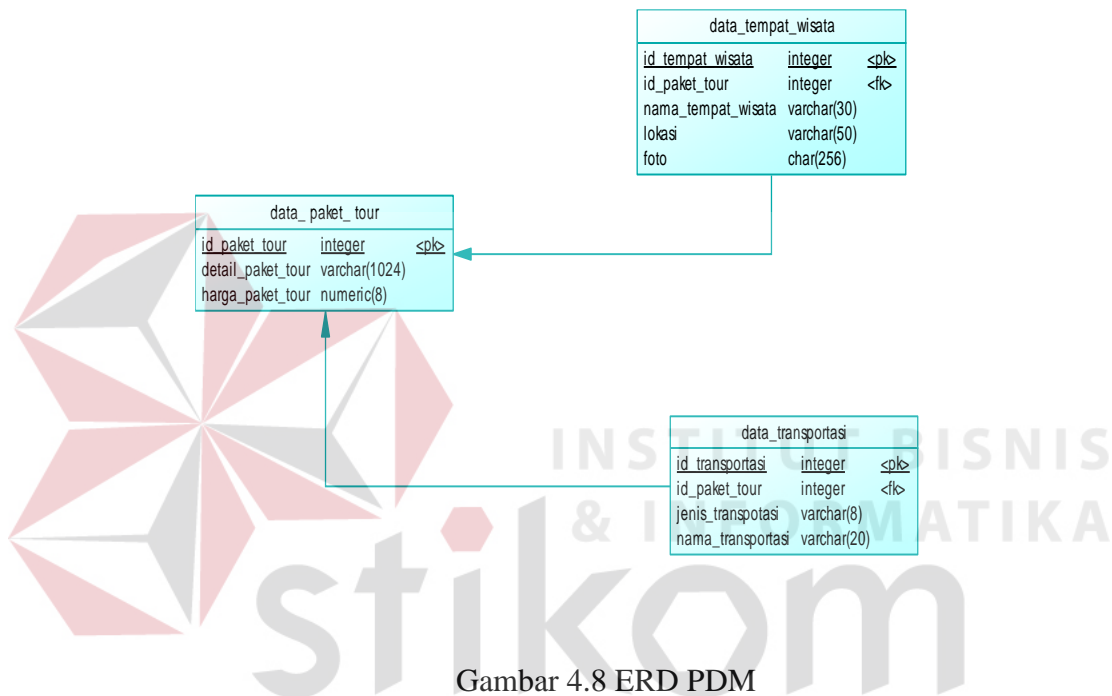 data_tempat_wisata
id_tempat_wisata integer <pk>
id_paket_tour integer <fk>
nama_tempat_wisata varchar(30)
lokasi varchar(50)
foto char(256)
data_ paket_ tour
id_paket_tour integer <pk>
detail_paket_tour varchar(1024)
harga_paket_tour numeric(8)
data_transportasi
id_transportasi integer <pk>
id_paket_tour integer <fk>
jenis_transpotasi varchar(8)
nama_transportasi varchar(20)
INSTITUT BISNIS
& INFORMATIKA
stikom
Gambar 4.8 ERD PDM